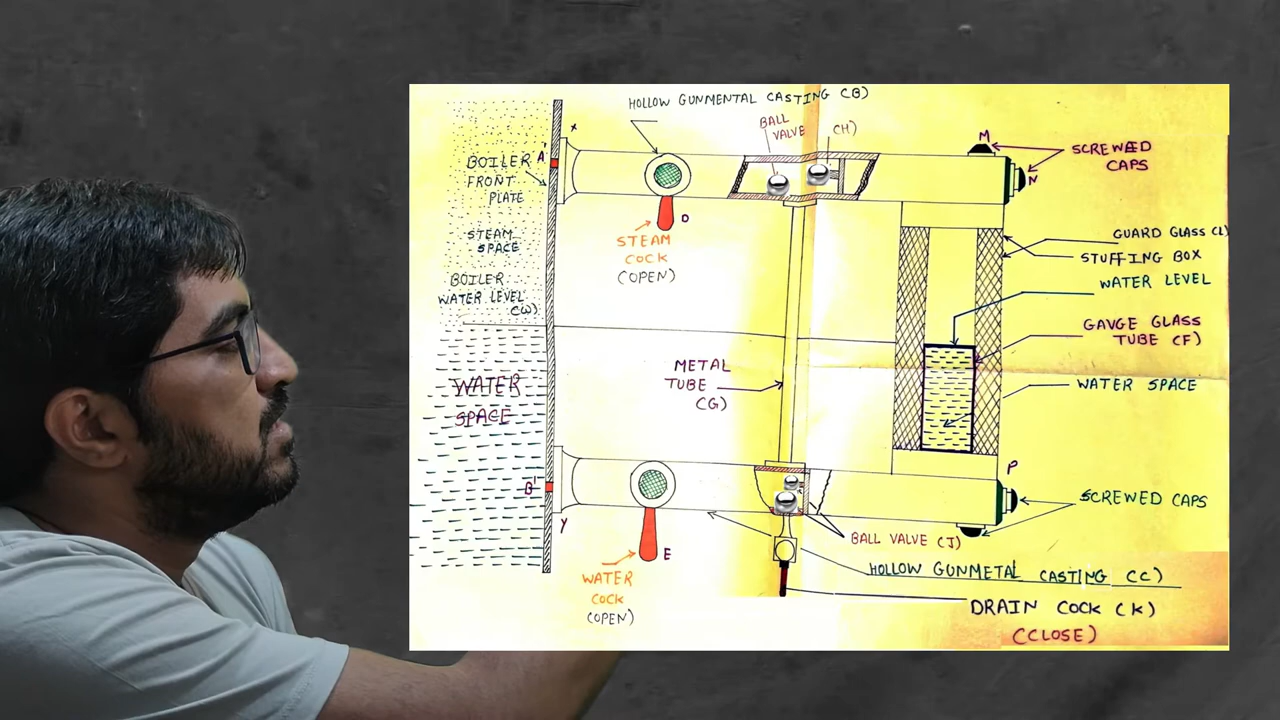 HOLLOW GUNMENTAL CASTING (B)
BALL
VALVE
(H)
X
M
SCREWED
CAPS
BOILER
FRONT
PLATE
A'
N
STEAM
SPACE
D
STEAM
COCK
(OPEN)
GUARD GLASS (L)
STUFFING BOX
WATER LEVEL
BOILER
WATER LEVEL
(W)
GAUGE GLASS
TUBE (F)
METAL
TUBE
(G)
WATER SPACE
WATER
SPACE
B'
Y
E
P
SCREWED CAPS
BALL VALVE (J)
WATER
COCK
(OPEN)
HOLLOW GUNMETAL CASTING (C)
DRAIN COCK (K)
(CLOSE)